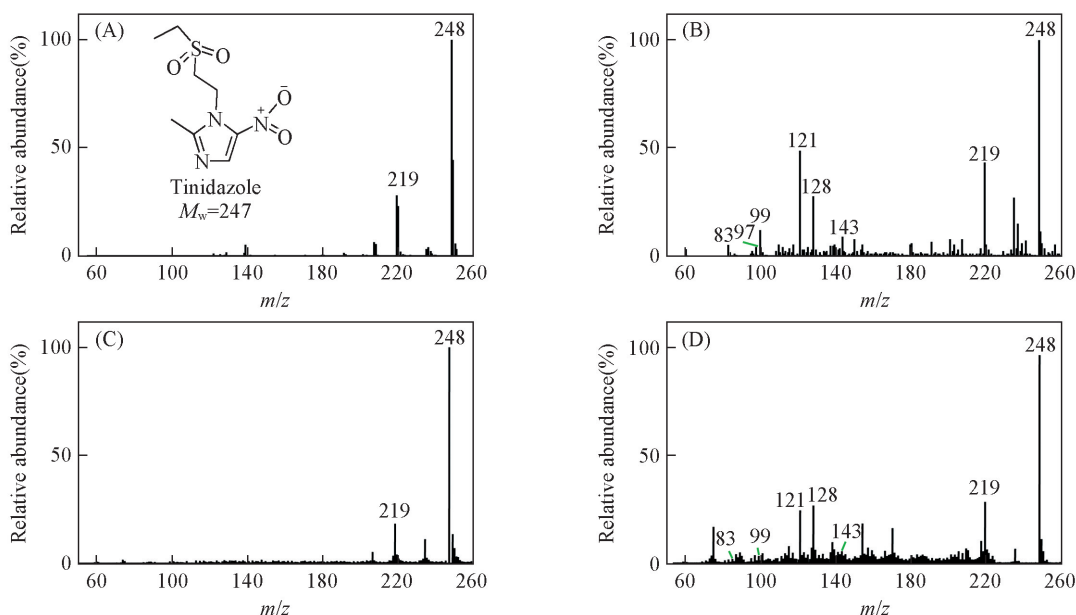 (A)
Relative abundance(%)
100
50
0
248
219
S
O
O
N
N
N
+
O
-
O
Tinidazole
Mw=247
60 100 140 180 220 260
m/z
(B)
Relative abundance(%)
100
50
0
248
121
219
128
99
97
83
143
60 100 140 180 220 260
m/z
(C)
Relative abundance(%)
100
50
0
248
219
60 100 140 180 220 260
m/z
(D)
Relative abundance(%)
100
50
0
248
219
121
128
83
99
143
60 100 140 180 220 260
m/z